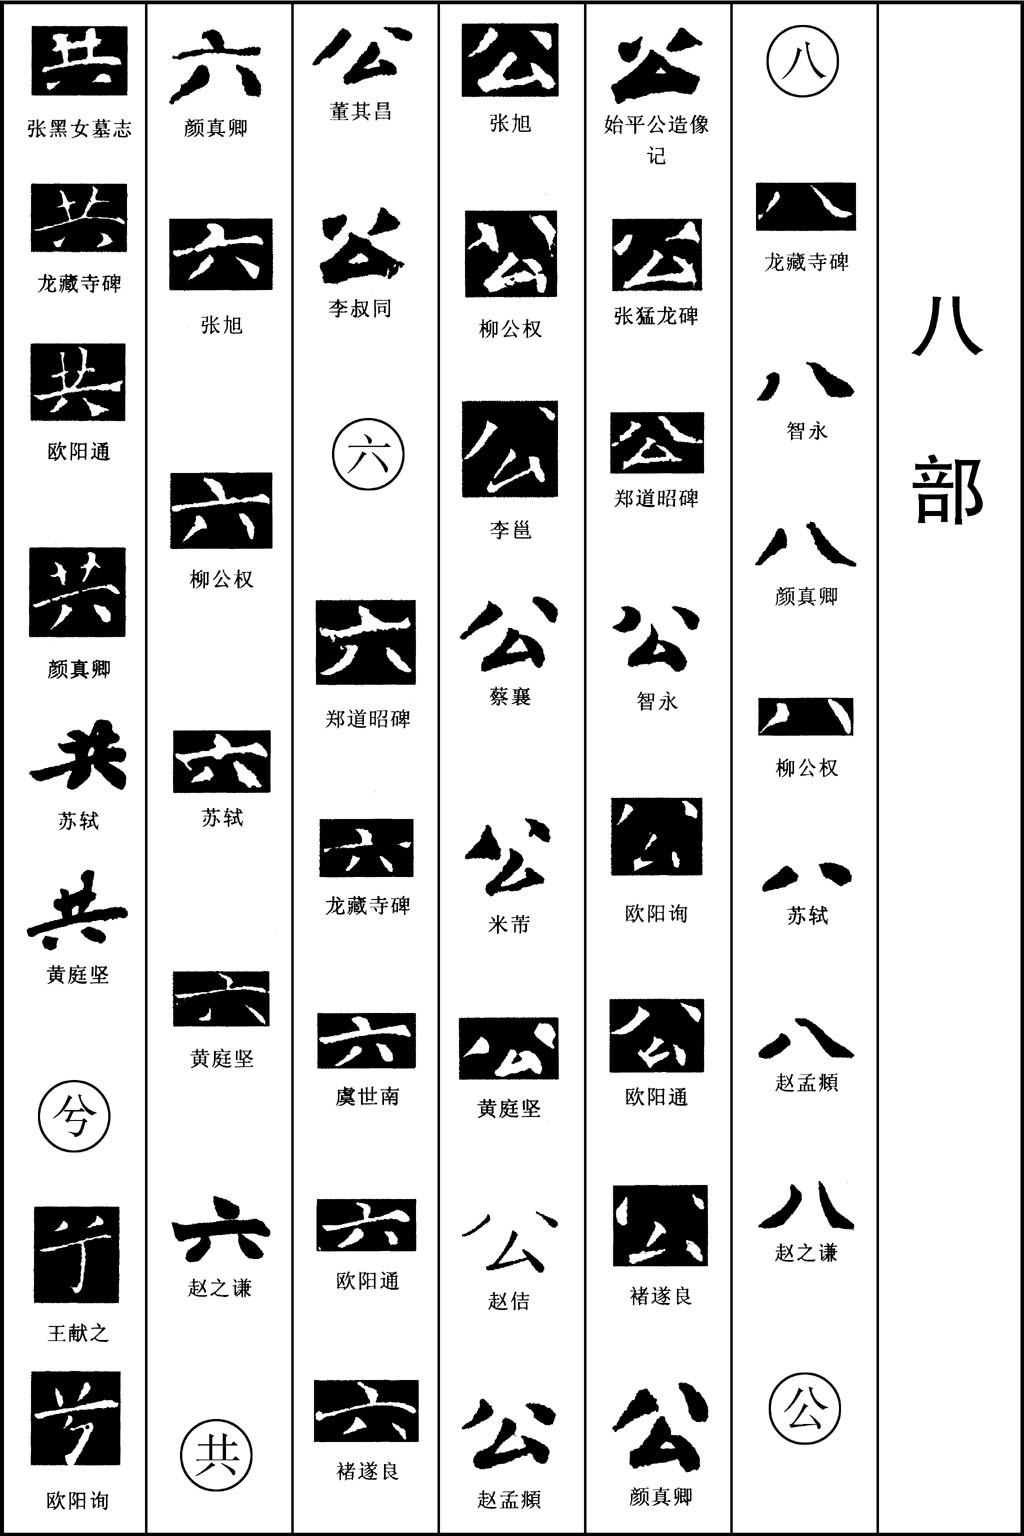 八部
八
八
龙藏寺碑
八
智永
八
颜真卿
八
柳公权
八
苏轼
八
赵孟頫
八
赵之谦
公
公
始平公造像
记
公
张猛龙碑
公
郑道昭碑
公
智永
公
欧阳询
公
欧阳通
公
褚遂良
公
颜真卿
公
张旭
公
柳公权
公
李邕
公
蔡襄
公
米芾
公
黄庭坚
公
赵佶
公
赵孟頫
公
董其昌
公
李叔同
六
六
郑道昭碑
六
龙藏寺碑
六
虞世南
六
欧阳通
六
褚遂良
六
颜真卿
六
张旭
六
柳公权
六
苏轼
六
黄庭坚
六
赵之谦
共
共
张黑女墓志
共
龙藏寺碑
共
欧阳通
共
颜真卿
共
苏轼
共
黄庭坚
兮
兮
王献之
兮
欧阳询